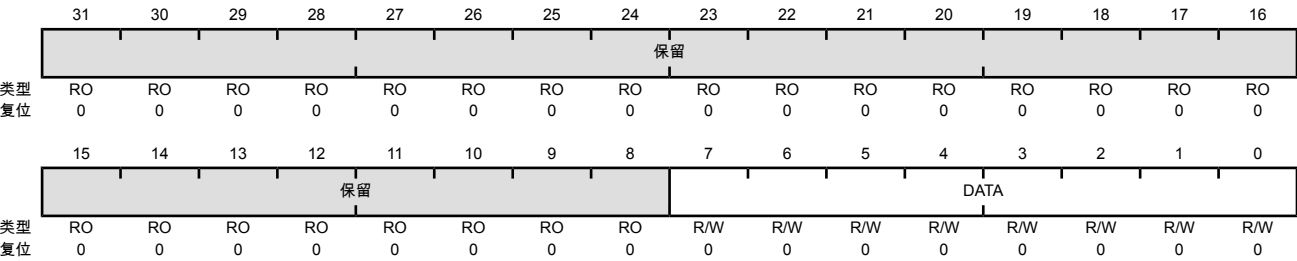 31 30 29 28 27 26 25 24 23 22 21 20 19 18 17 16
保留
类型 RO RO RO RO RO RO RO RO RO RO RO RO RO RO RO RO
复位 0 0 0 0 0 0 0 0 0 0 0 0 0 0 0 0
15 14 13 12 11 10 9 8 7 6 5 4 3 2 1 0
保留 DATA
类型 RO RO RO RO RO RO RO RO R/W R/W R/W R/W R/W R/W R/W R/W
复位 0 0 0 0 0 0 0 0 0 0 0 0 0 0 0 0